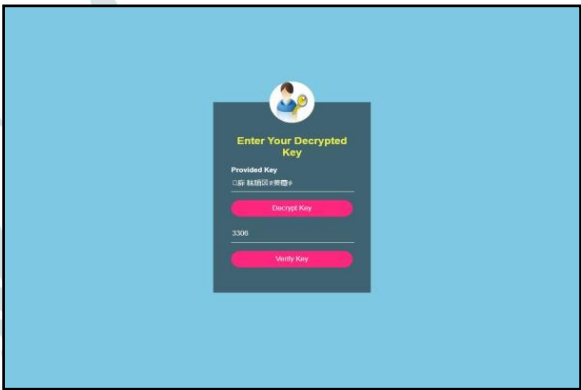 Enter Your Decrypted
Key
Provided Key
Decrypt Key
3306
Verify Key